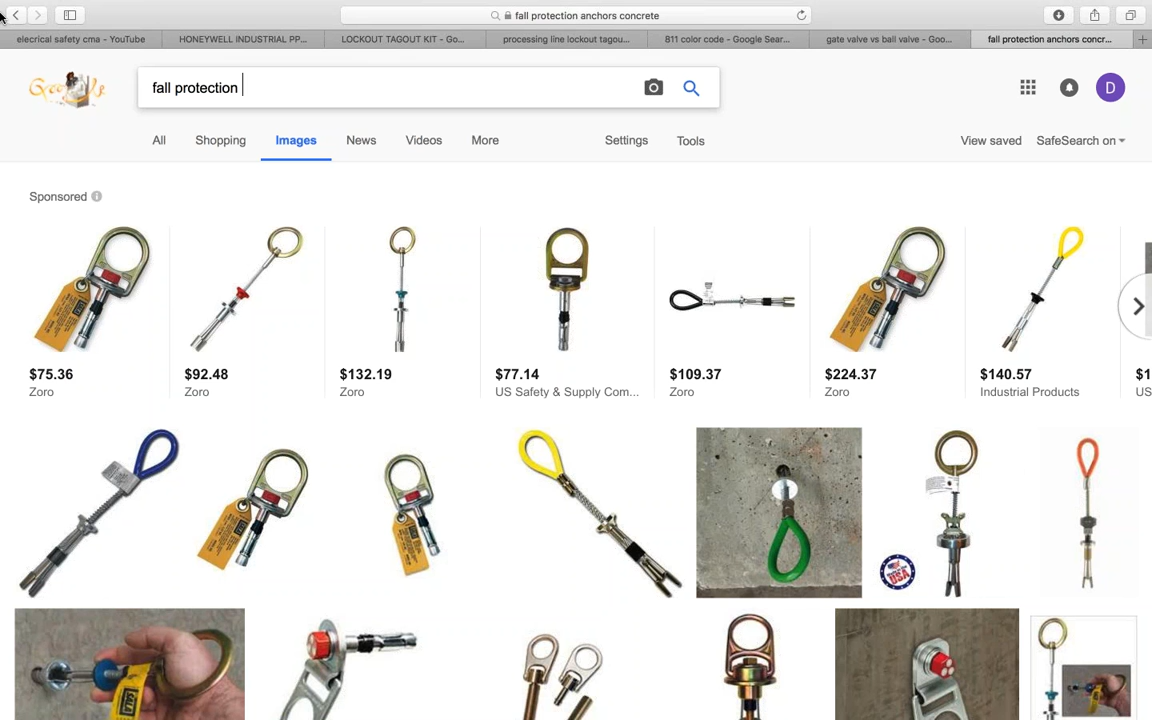 fall protection anchors concrete
elecrical safety cma - YouTube
HONEYWELL INDUSTRIAL PP...
LOCKOUT TAGOUT KIT - Go...
processing line lockout tagou...
811 color code - Google Sear...
gate valve vs ball valve - Goo...
fall protection anchors concr...
fall protection
D
All
Shopping
Images
News
Videos
More
Settings
Tools
View saved
SafeSearch on
Sponsored
$75.36
Zoro
$92.48
Zoro
$132.19
Zoro
$77.14
US Safety & Supply Com...
$109.37
Zoro
$224.37
Zoro
$140.57
Industrial Products
$1
US